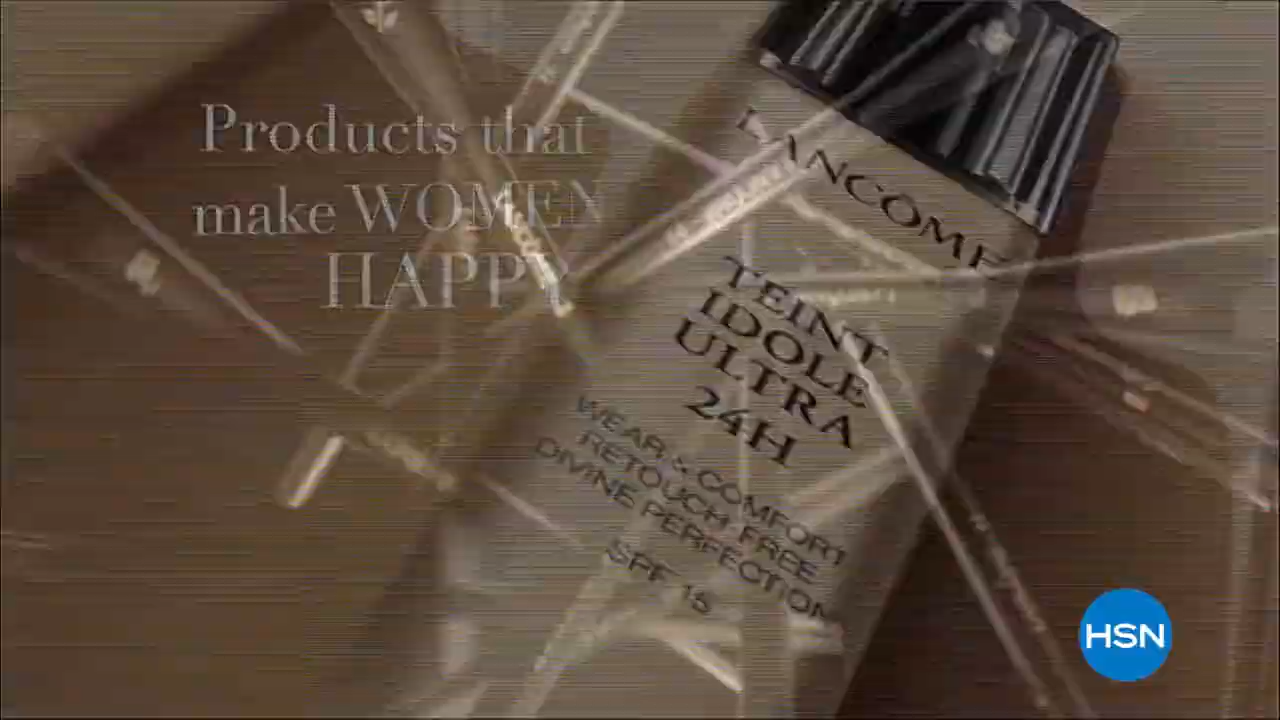 Products that
make WOMEN
HAPPY
LANCOME
TEINT
IDOLE
ULTRA
24H
WEAR & COMFORT
RETOUCH-FREE
DIVINE PERFECTION
SPF 15
HSN